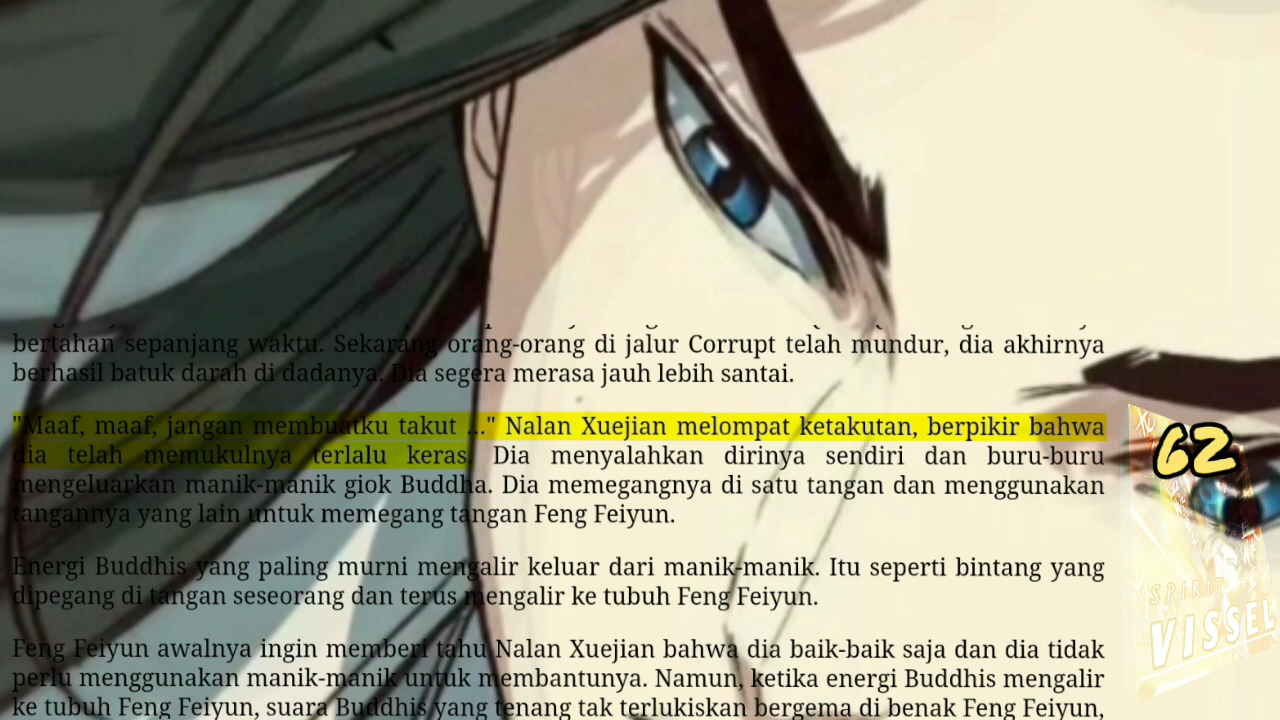 bertahan sepanjang waktu. Sekarang orang-orang di jalur Corrupt telah mundur, dia akhirnya
berhasil batuk darah di dadanya. Dia segera merasa jauh lebih santai.
"Maaf, maaf, jangan membuatku takut ..." Nalan Xuejian melompat ketakutan, berpikir bahwa
dia telah memukulnya terlalu keras. Dia menyalahkan dirinya sendiri dan buru-buru
mengeluarkan manik-manik giok Buddha. Dia memegangnya di satu tangan dan menggunakan
tangannya yang lain untuk memegang tangan Feng Feiyun.
Energi Buddhis yang paling murni mengalir keluar dari manik-manik. Itu seperti bintang yang
dipegang di tangan seseorang dan terus mengalir ke tubuh Feng Feiyun.
Feng Feiyun awalnya ingin memberi tahu Nalan Xuejian bahwa dia baik-baik saja dan dia tidak
perlu menggunakan manik-manik untuk membantunya. Namun, ketika energi Buddhis mengalir
ke tubuh Feng Feiyun, suara Buddhis yang tenang tak terlukiskan bergema di benak Feng Feiyun,
62
SPIRIT
VISSEL